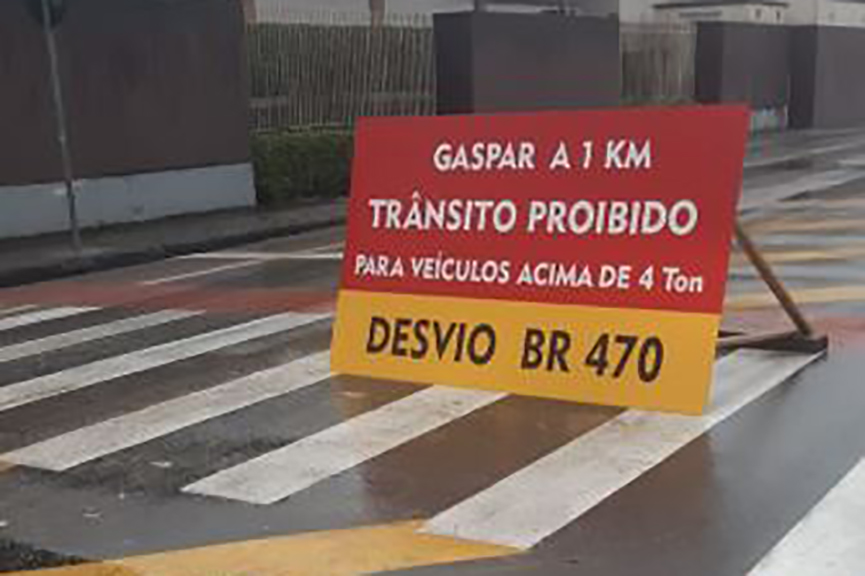 GASPAR A 1 KM
TRÂNSITO PROIBIDO
PARA VEÍCULOS ACIMA DE 4 Ton
DESVIO BR 470